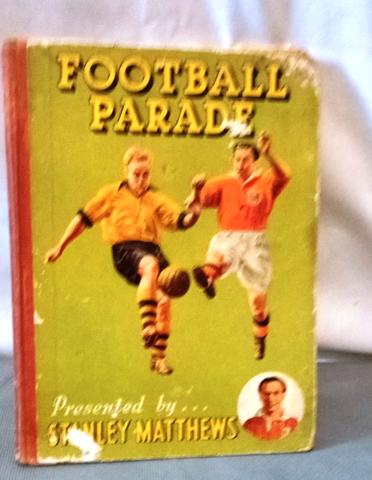 FOOTBALL
PARADE
Presented by...
STANLEY MATTHEWS